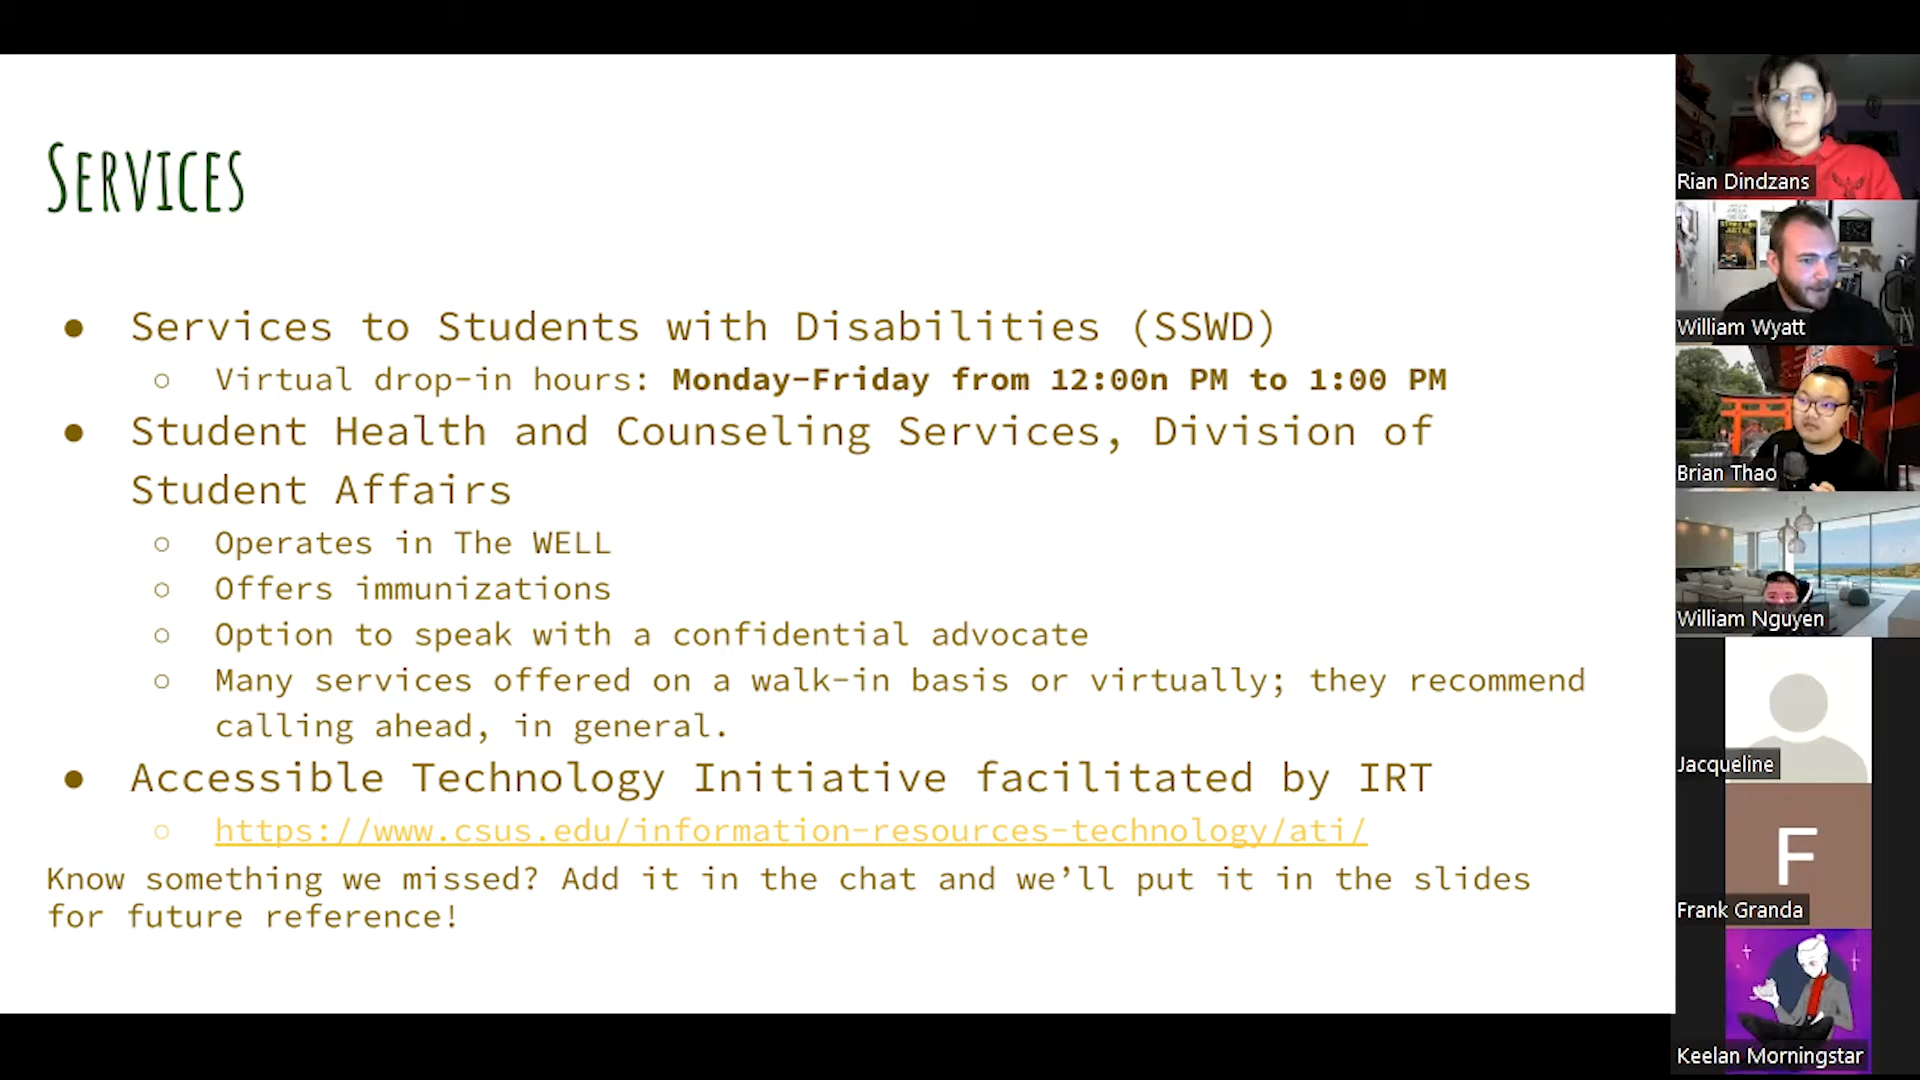 SERVICES
● Services to Students with Disabilities (SSWD)
○ Virtual drop-in hours: Monday-Friday from 12:00n PM to 1:00 PM
● Student Health and Counseling Services, Division of
Student Affairs
○ Operates in The WELL
○ Offers immunizations
○ Option to speak with a confidential advocate
○ Many services offered on a walk-in basis or virtually; they recommend
calling ahead, in general.
● Accessible Technology Initiative facilitated by IRT
○ https://www.csus.edu/information-resources-technology/ati/
Know something we missed? Add it in the chat and we’ll put it in the slides
for future reference!
Rian Dindzans
William Wyatt
Brian Thao
William Nguyen
Jacqueline
F
Frank Granda
Keelan Morningstar